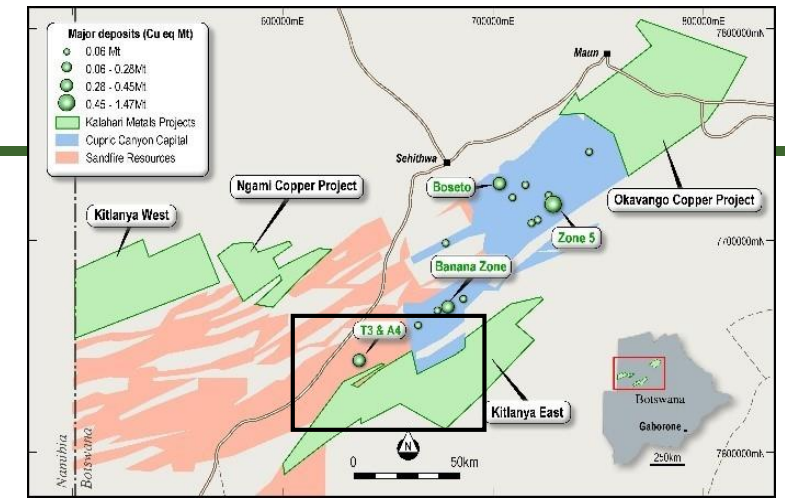 600000mE
700000mE
800000mE
7800000mN
Major deposits (Cu eq Mt)
0.06 Mt
0.06 - 0.28Mt
0.28 - 0.45Mt
0.45 - 1.47Mt
Kalahari Metals Projects
Cupric Canyon Capital
Sandfire Resources
Maun
Sehithwa
Ngami Copper Project
Boseto
Okavango Copper Project
Kitlanya West
Zone 5
7700000mN
Banana Zone
T3 & A4
Kitlanya East
Botswana
Gaborone
250km
Namibia
Botswana
N
0
50km
7600000mN